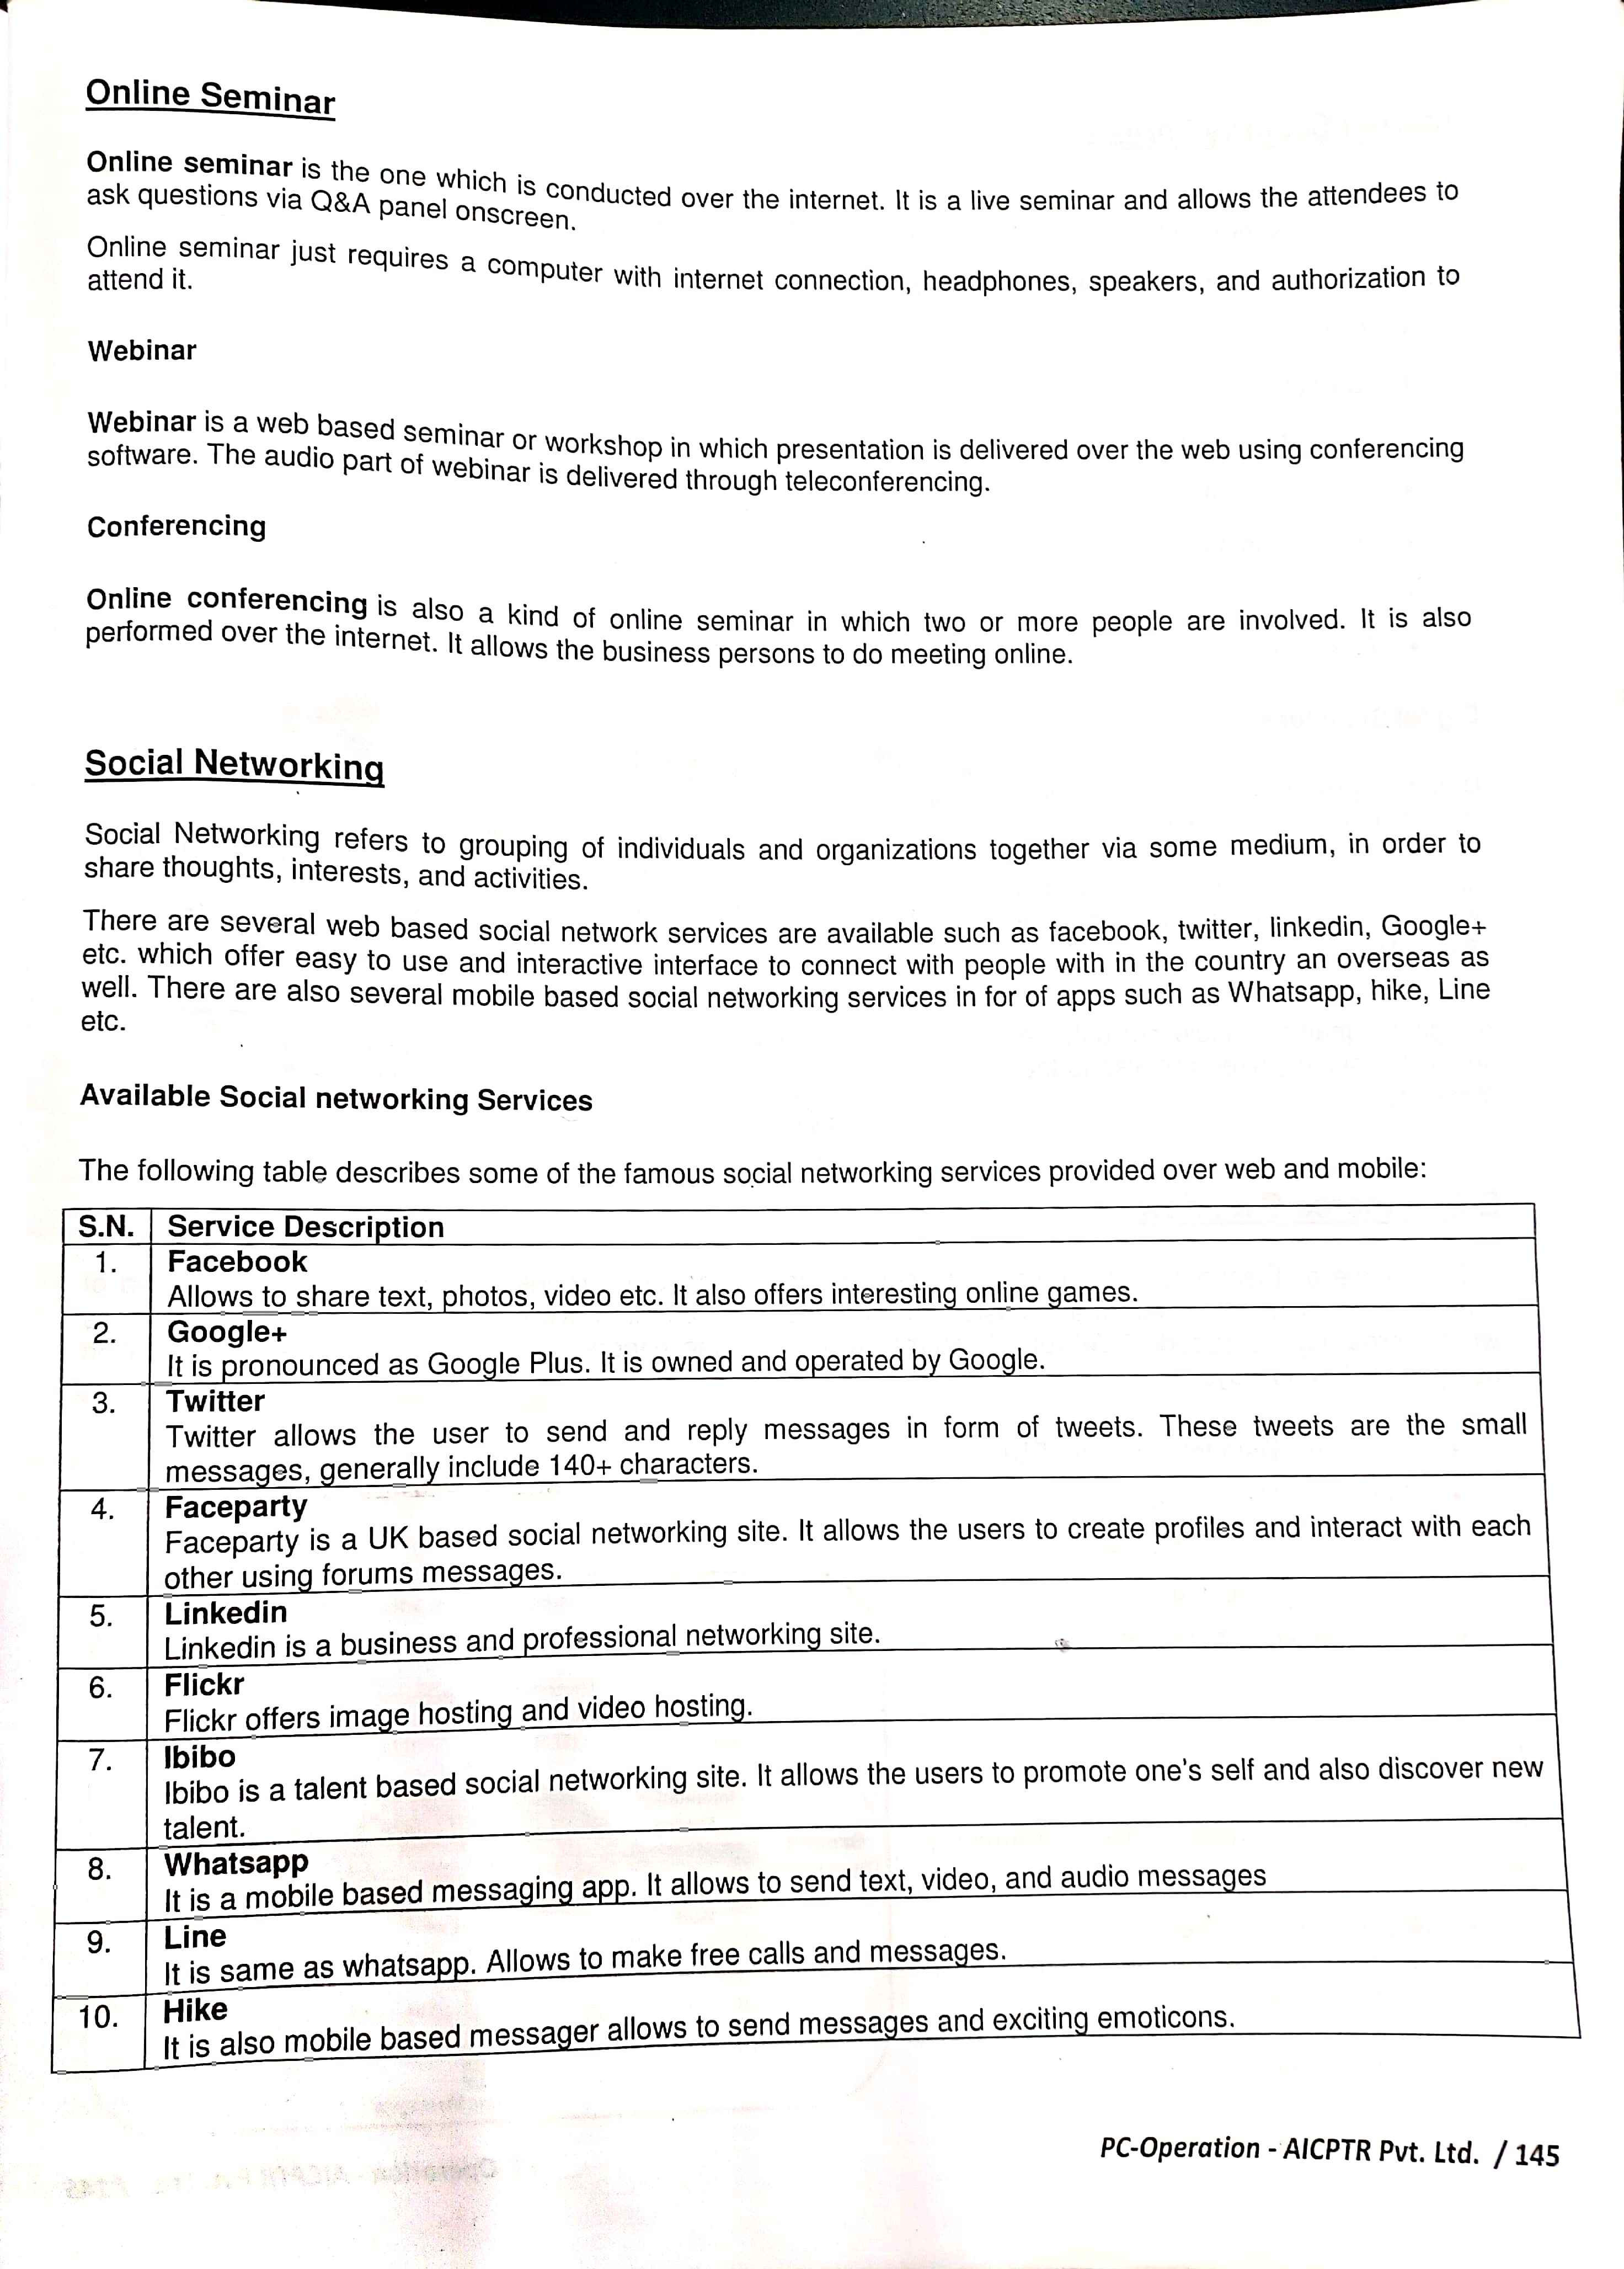 Online Seminar
Online seminar is the one which is conducted over the internet. It is a live seminar and allows the attendees to
ask questions via Q&A panel onscreen.
Online seminar just requires a computer with internet connection, headphones, speakers, and authorization to
attend it.
Webinar
Webinar is a web based seminar or workshop in which presentation is delivered over the web using conferencing
software. The audio part of webinar is delivered through teleconferencing.
Conferencing
Online conferencing is also a kind of online seminar in which two or more people are involved. It is also
performed over the internet. It allows the business persons to do meeting online.
Social Networking
Social Networking refers to grouping of individuals and organizations together via some medium, in order to
share thoughts, interests, and activities.
There are several web based social network services are available such as facebook, twitter, linkedin, Google+
etc. which offer easy to use and interactive interface to connect with people with in the country an overseas as
well. There are also several mobile based social networking services in for of apps such as Whatsapp, hike, Line
etc.
Available Social networking Services
The following table describes some of the famous social networking services provided over web and mobile:
S.N. Service Description
1. Facebook
Allows to share text, photos, video etc. It also offers interesting online games.
2. Google+
It is pronounced as Google Plus. It is owned and operated by Google.
3. Twitter
Twitter allows the user to send and reply messages in form of tweets. These tweets are the small
messages, generally include 140+ characters.
4. Faceparty
Faceparty is a UK based social networking site. It allows the users to create profiles and interact with each
other using forums messages.
5. Linkedin
Linkedin is a business and professional networking site.
6. Flickr
Flickr offers image hosting and video hosting.
7. Ibibo
Ibibo is a talent based social networking site. It allows the users to promote one's self and also discover new
talent.
8. Whatsapp
It is a mobile based messaging app. It allows to send text, video, and audio messages
9. Line
It is same as whatsapp. Allows to make free calls and messages.
10. Hike
It is also mobile based messager allows to send messages and exciting emoticons.
PC-Operation - AICPTR Pvt. Ltd. / 145